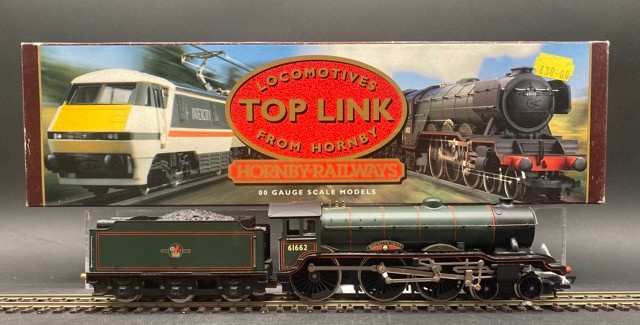 LOCOMOTIVES
TOP LINK
FROM HORNBY
HORNBY·RAILWAYS
00 GAUGE SCALE MODELS
INTERCITY
£30-00
61662